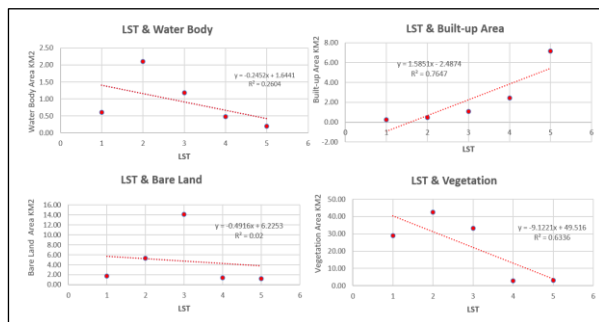 LST & Water Body
Water Body Area KM2
2.50
2.00
1.50
1.00
0.50
0.00
y = -0.2452x + 1.6441
R² = 0.2604
0 1 2 3 4 5 6
LST
LST & Built-up Area
Built-up Area KM2
8.00
6.00
4.00
2.00
0.00
-2.00
y = 1.5851x - 2.4874
R² = 0.7647
0 1 2 3 4 5 6
LST
LST & Bare Land
Bare Land Area KM2
16.00
14.00
12.00
10.00
8.00
6.00
4.00
2.00
0.00
y = -0.4916x + 6.2253
R² = 0.02
0 1 2 3 4 5 6
LST
LST & Vegetation
Vegetation Area KM2
50.00
40.00
30.00
20.00
10.00
0.00
y = -9.1221x + 49.516
R² = 0.6336
0 1 2 3 4 5 6
LST